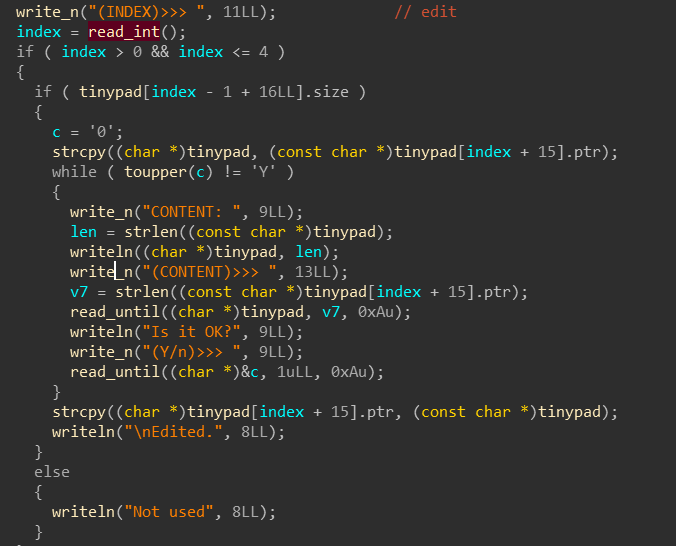 write_n("(INDEX)>>> ", 11LL);                // edit
index = read_int();
if ( index > 0 && index <= 4 )
{
  if ( tinypad[index - 1 + 16LL].size )
  {
    c = '0';
    strcpy((char *)tinypad, (const char *)tinypad[index + 15].ptr);
    while ( toupper(c) != 'Y' )
    {
      write_n("CONTENT: ", 9LL);
      len = strlen((const char *)tinypad);
      writeln((char *)tinypad, len);
      write_n("(CONTENT)>>> ", 13LL);
      v7 = strlen((const char *)tinypad[index + 15].ptr);
      read_until((char *)tinypad, v7, 0xAu);
      writeln("Is it OK?", 9LL);
      write_n("(Y/n)>>> ", 9LL);
      read_until((char *)&c, 1uLL, 0xAu);
    }
    strcpy((char *)tinypad[index + 15].ptr, (const char *)tinypad);
    writeln("\nEdited.", 8LL);
  }
  else
  {
    writeln("Not used", 8LL);
  }